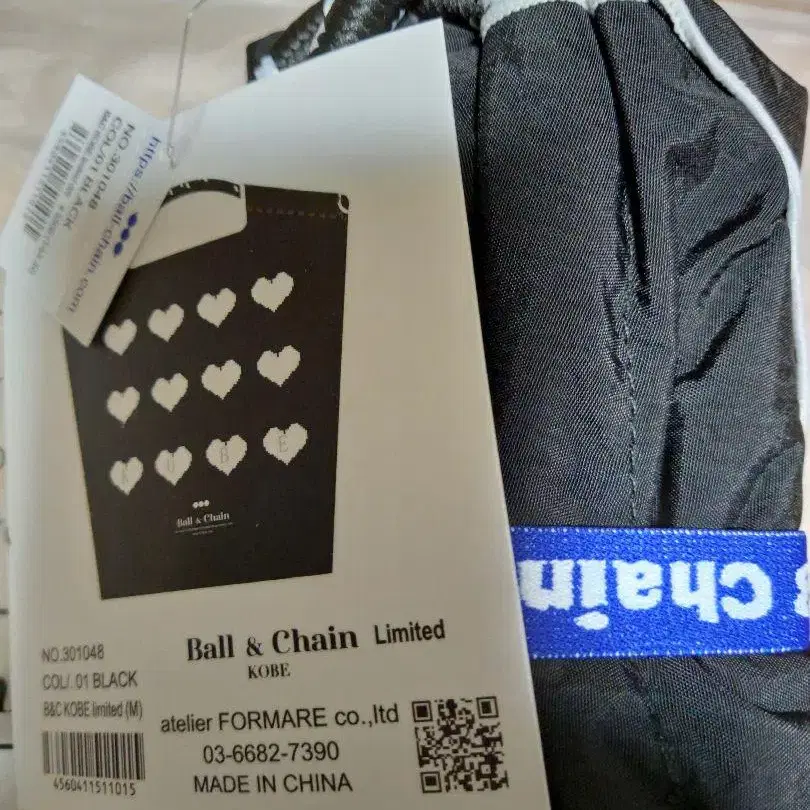 https://ball-chain.com
NO.301048
COL/.01 BLACK
K O B E
Ball & Chain
NO.301048
COL/.01 BLACK
B&C KOBE limited (M)
4560411511015
Ball & Chain Limited
KOBE
atelier FORMARE co.,ltd
03-6682-7390
MADE IN CHINA
Chain